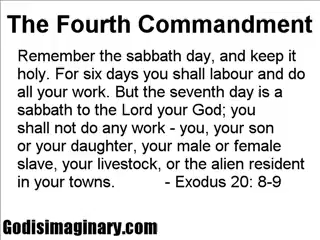 The Fourth Commandment
Remember the sabbath day, and keep it
holy. For six days you shall labour and do
all your work. But the seventh day is a
sabbath to the Lord your God; you
shall not do any work - you, your son
or your daughter, your male or female
slave, your livestock, or the alien resident
in your towns. - Exodus 20: 8-9
Godisimaginary.com